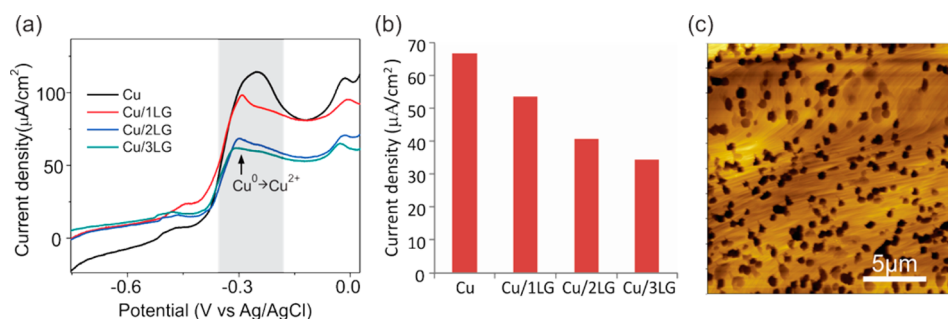 (a)
Current density(μA/cm²)
100
50
0
-0.6
-0.3
0.0
Potential (V vs Ag/AgCl)
Cu
Cu/1LG
Cu/2LG
Cu/3LG
Cu⁰→Cu²⁺
(b)
Current density (μA/cm²)
70
60
50
40
30
20
10
0
Cu
Cu/1LG
Cu/2LG
Cu/3LG
(c)
5μm